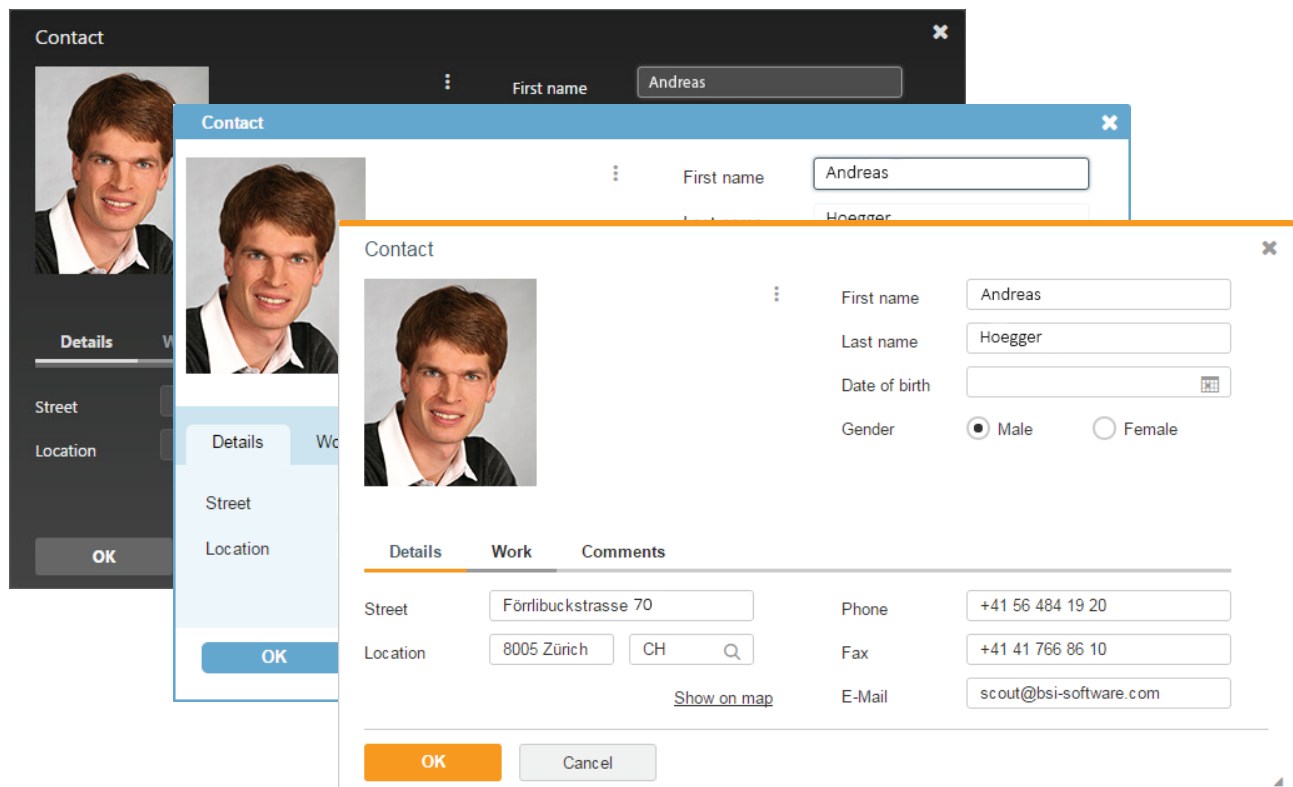 Contact
First name Andreas
Details
Street
Location
OK
Contact
First name Andreas
Hoegger
Details
Street
Location
OK
Contact
First name Andreas
Last name Hoegger
Date of birth
Gender Male Female
Details Work Comments
Street Förrlibuckstrasse 70 Phone +41 56 484 19 20
Location 8005 Zürich CH Fax +41 41 766 86 10
Show on map E-Mail scout@bsi-software.com
OK Cancel